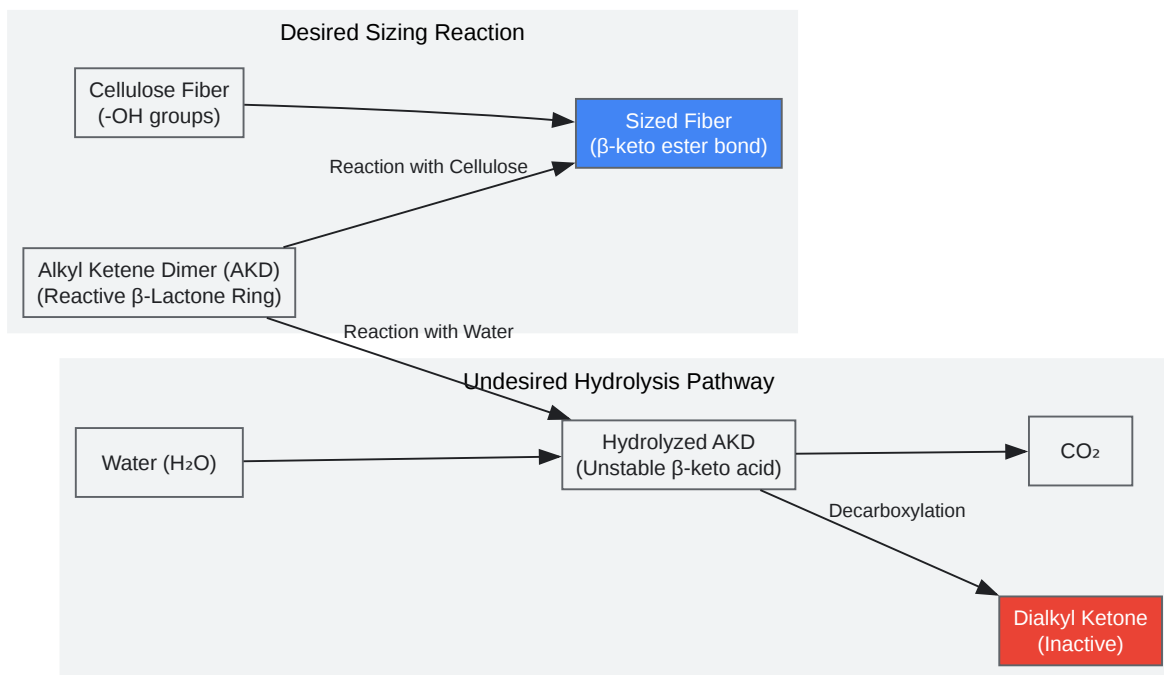 Desired Sizing Reaction
Cellulose Fiber
(-OH groups)
Sized Fiber
(β-keto ester bond)
Reaction with Cellulose
Alkyl Ketene Dimer (AKD)
(Reactive β-Lactone Ring)
Reaction with Water
Undesired Hydrolysis Pathway
Water (H₂O)
Hydrolyzed AKD
(Unstable β-keto acid)
CO₂
Decarboxylation
Dialkyl Ketone
(Inactive)